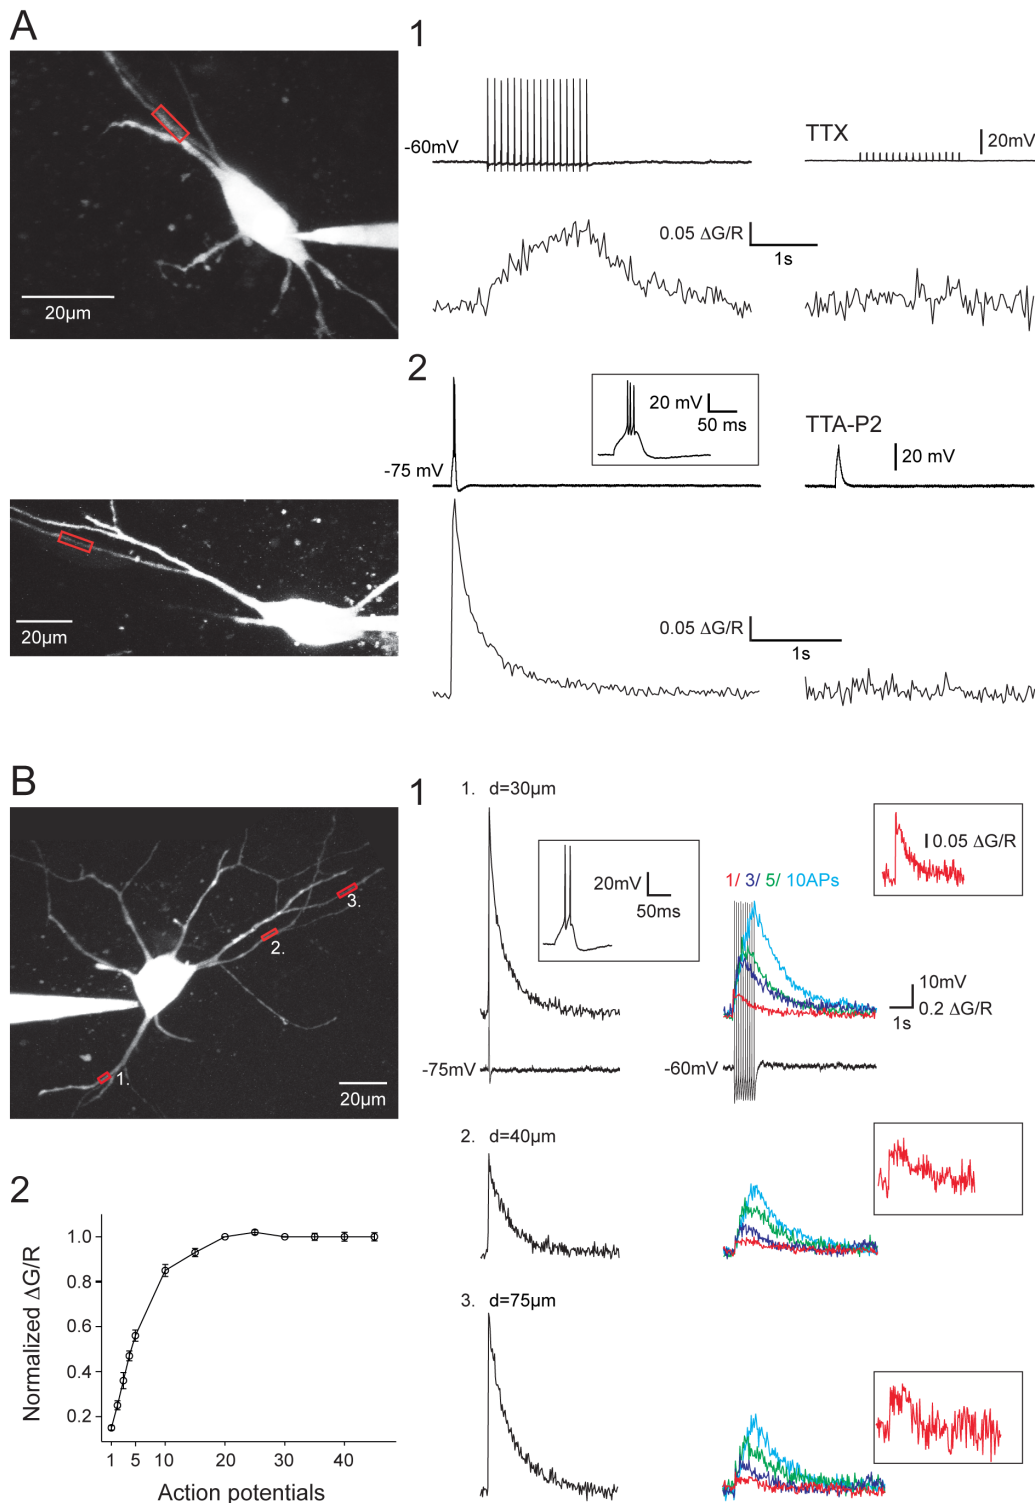 A
1
-60mV
TTX
20mV
0.05 ΔG/R
1s
20µm
2
20 mV
50 ms
-75 mV
TTA-P2
20 mV
20µm
0.05 ΔG/R
1s
B
1
1. d=30µm
20mV
50ms
1/ 3/ 5/ 10APs
0.05 ΔG/R
10mV
0.2 ΔG/R
1s
-75mV
-60mV
3.
2.
1.
20µm
2. d=40µm
2
Normalized ΔG/R
1.0
0.8
0.6
0.4
0.2
1 5 10 20 30 40
Action potentials
3. d=75µm